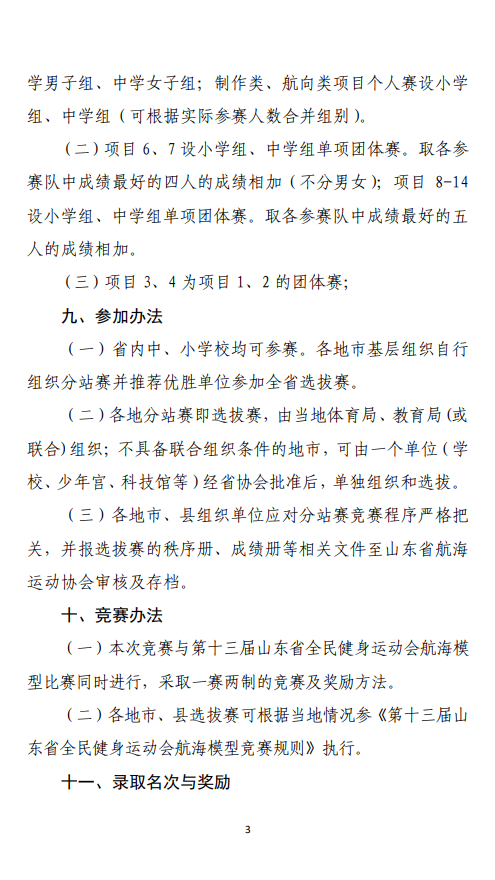 学男子组、中学女子组；制作类、航向类项目个人赛设小学
组、中学组（可根据实际参赛人数合并组别）。
（二）项目 6、7 设小学组、中学组单项团体赛。取各参
赛队中成绩最好的四人的成绩相加（不分男女）；项目 8-14
设小学组、中学组单项团体赛。取各参赛队中成绩最好的五
人的成绩相加。
（三）项目 3、4 为项目 1、2 的团体赛；
九、参加办法
（一）省内中、小学校均可参赛。各地市基层组织自行
组织分站赛并推荐优胜单位参加全省选拔赛。
（二）各地分站赛即选拔赛，由当地体育局、教育局(或
联合)组织；不具备联合组织条件的地市，可由一个单位（学
校、少年宫、科技馆等）经省协会批准后，单独组织和选拔。
（三）各地市、县组织单位应对分站赛竞赛程序严格把
关，并报选拔赛的秩序册、成绩册等相关文件至山东省航海
运动协会审核及存档。
十、竞赛办法
（一）本次竞赛与第十三届山东省全民健身运动会航海模
型比赛同时进行，采取一赛两制的竞赛及奖励方法。
（二）各地市、县选拔赛可根据当地情况参《第十三届山
东省全民健身运动会航海模型竞赛规则》执行。
十一、录取名次与奖励
3